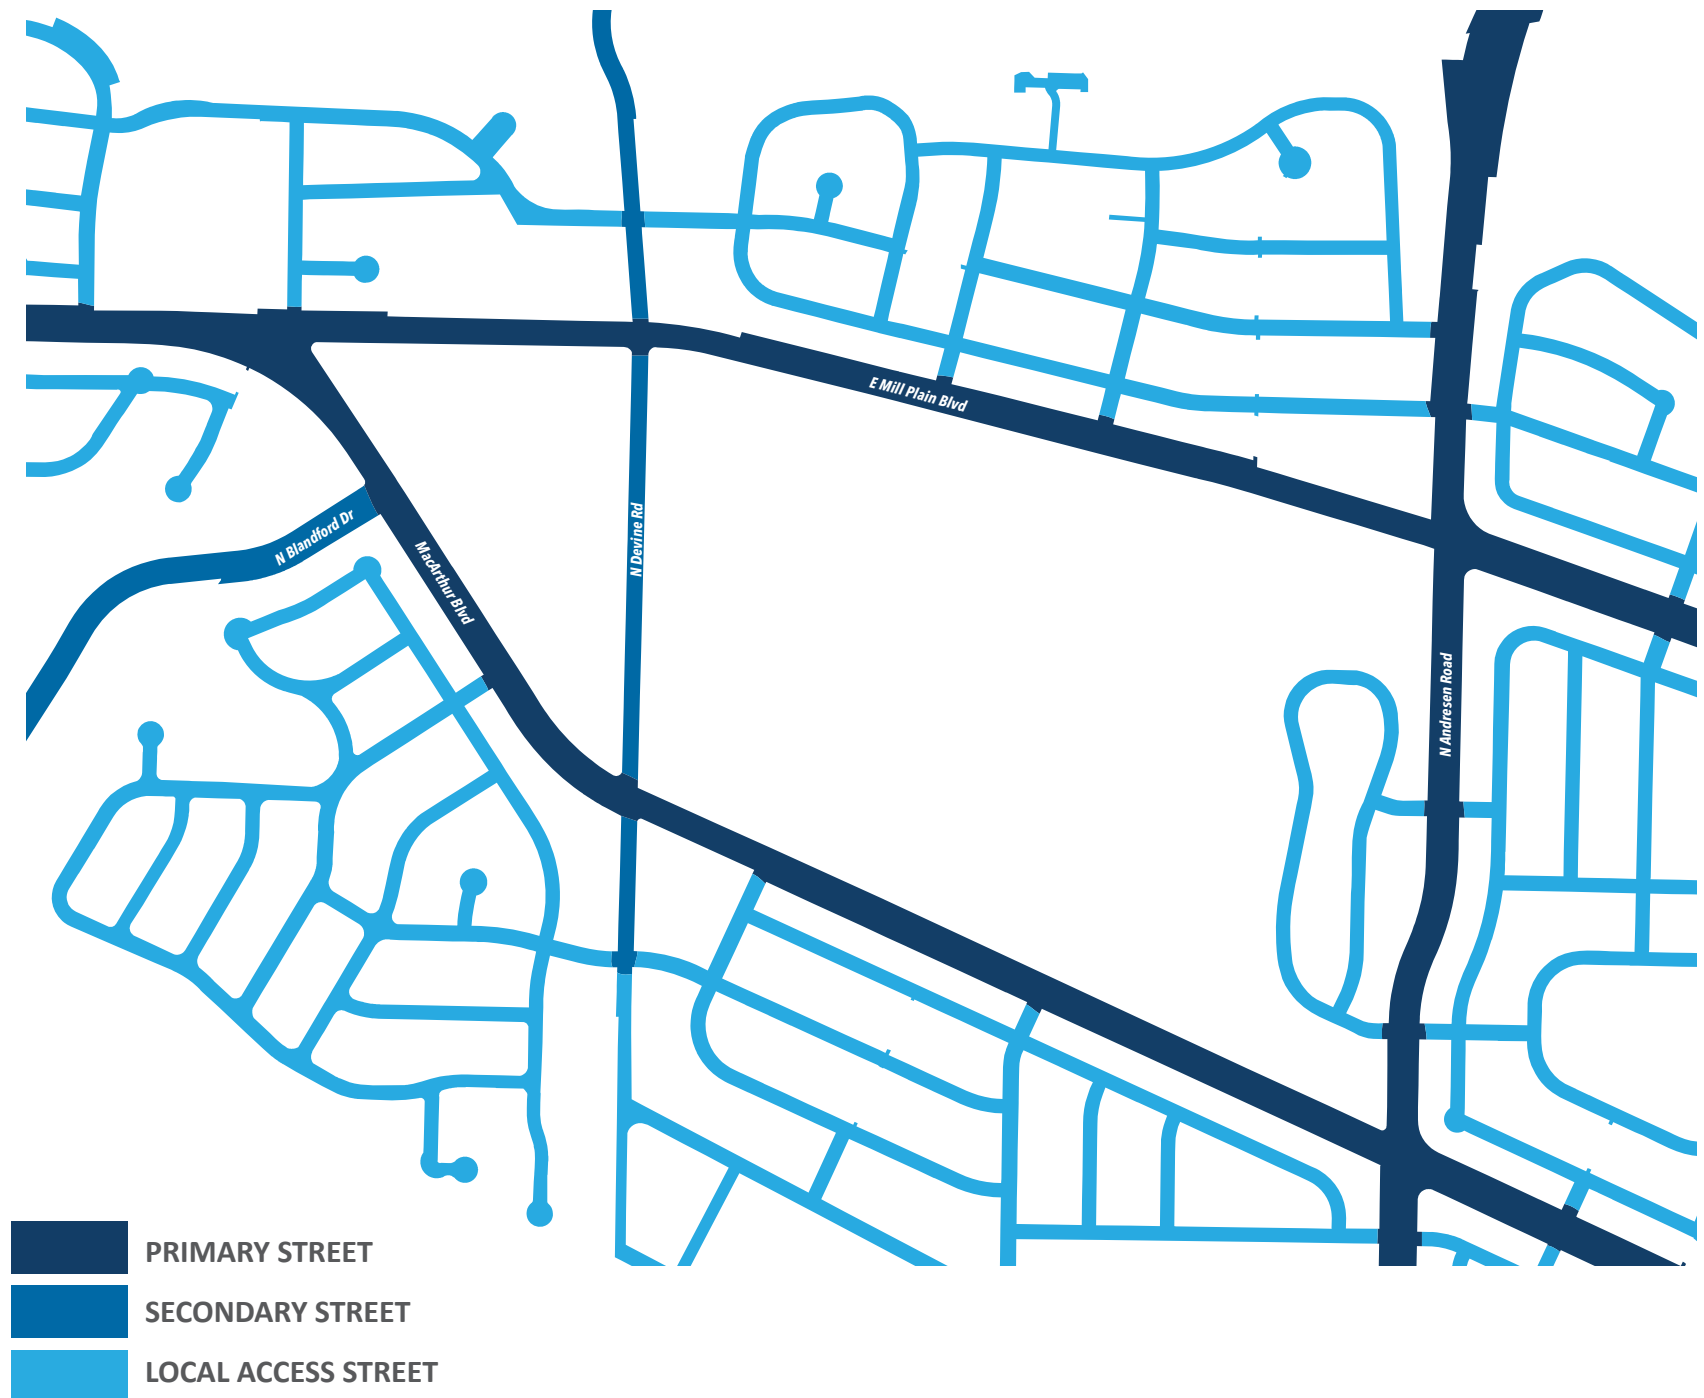 E Mill Plain Blvd
N Devine Rd
N Blandford Dr
MacArthur Blvd
N Andresen Road
PRIMARY STREET
SECONDARY STREET
LOCAL ACCESS STREET